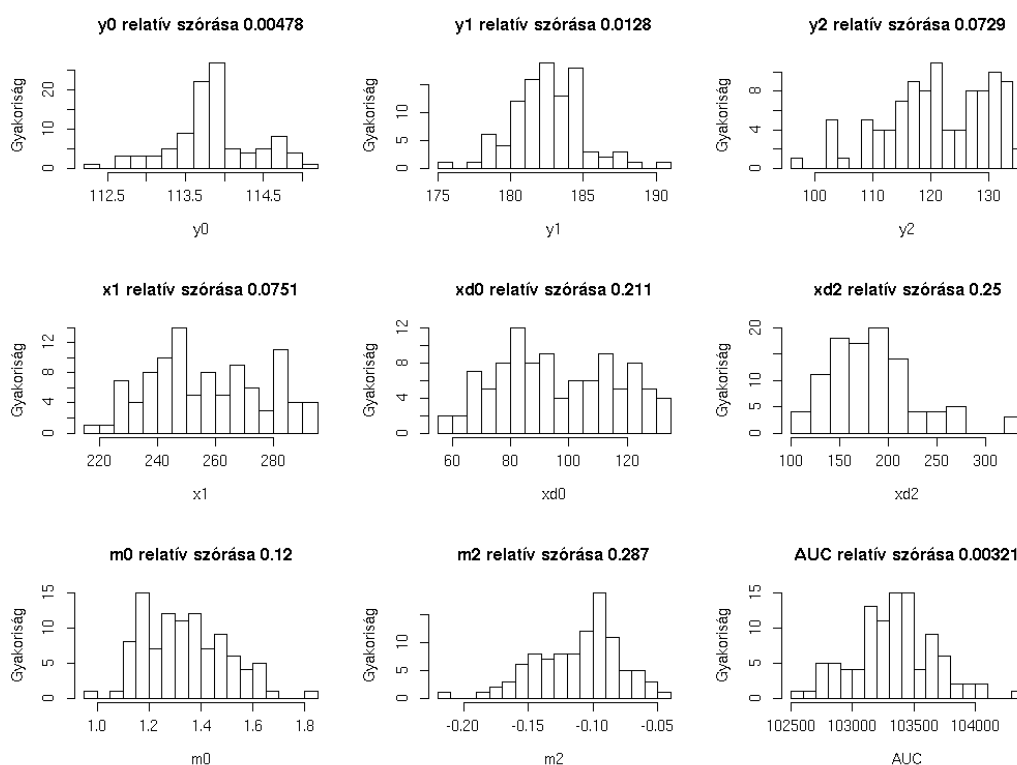 y0 relatív szórása 0.00478
Gyakoriság
0 10 20
112.5 113.5 114.5
y0
y1 relatív szórása 0.0128
Gyakoriság
0 5 10
175 180 185 190
y1
y2 relatív szórása 0.0729
Gyakoriság
0 4 8
100 110 120 130
y2
x1 relatív szórása 0.0751
Gyakoriság
0 4 8 12
220 240 260 280
x1
xd0 relatív szórása 0.211
Gyakoriság
0 4 8 12
60 80 100 120
xd0
xd2 relatív szórása 0.25
Gyakoriság
0 5 10 20
100 150 200 250 300
xd2
m0 relatív szórása 0.12
Gyakoriság
0 5 10 15
1.0 1.2 1.4 1.6 1.8
m0
m2 relatív szórása 0.287
Gyakoriság
0 5 10
-0.20 -0.15 -0.10 -0.05
m2
AUC relatív szórása 0.00321
Gyakoriság
0 5 10 15
102500 103000 103500 104000
AUC